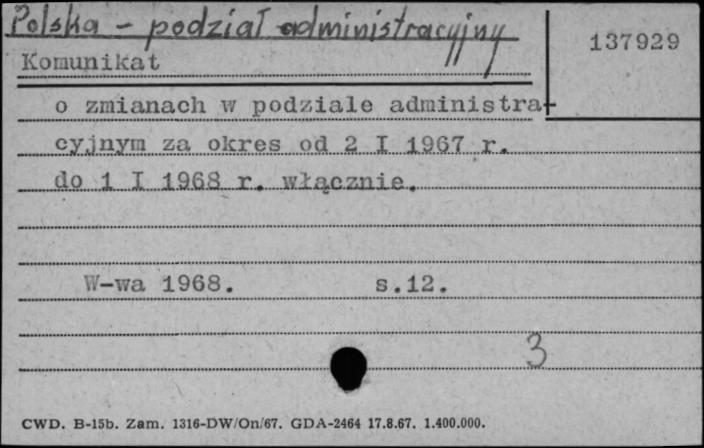 Polska - podział administracyjny
137929
Komunikat
o zmianach w podziale administra-
cyjnym za okres od 2 I 1967 r.
do 1 I 1968 r. włącznie.
W-wa 1968. s.12.
3
CWD. B-15b. Zam. 1316-DW/On/67. GDA-2464 17.8.67. 1.400.000.